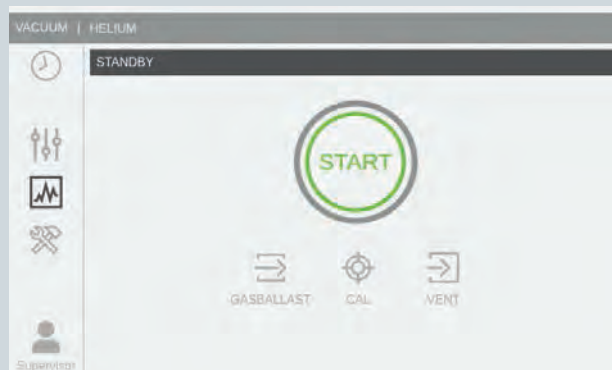 VACUUM | HELIUM
STANDBY
START
GASBALLAST CAL VENT
Supervisor